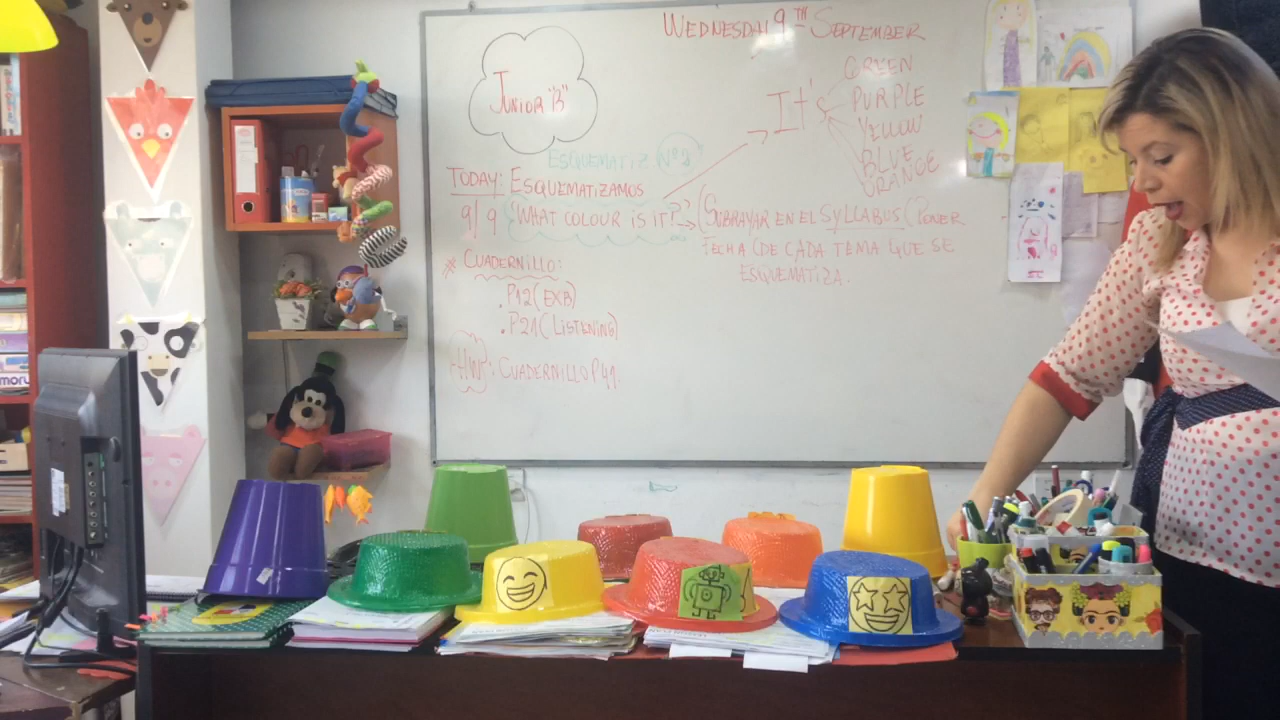 WEDNESDAY 9TH SEPTEMBER
JUNIOR "B"
It's
GREEN
PURPLE
YELLOW
BLUE
ORANGE
TODAY: ESQUEMATIZAMOS
9/9 "WHAT COLOUR IS IT?" (SUBRAYAR EN EL SYLLABUS (PONER
FECHA (DE CADA TEMA QUE SE
ESQUEMATIZA.
* CUADERNILLO:
. P12 (EXB)
. P21 (LISTENING)
HW: CUADERNILLO P41.